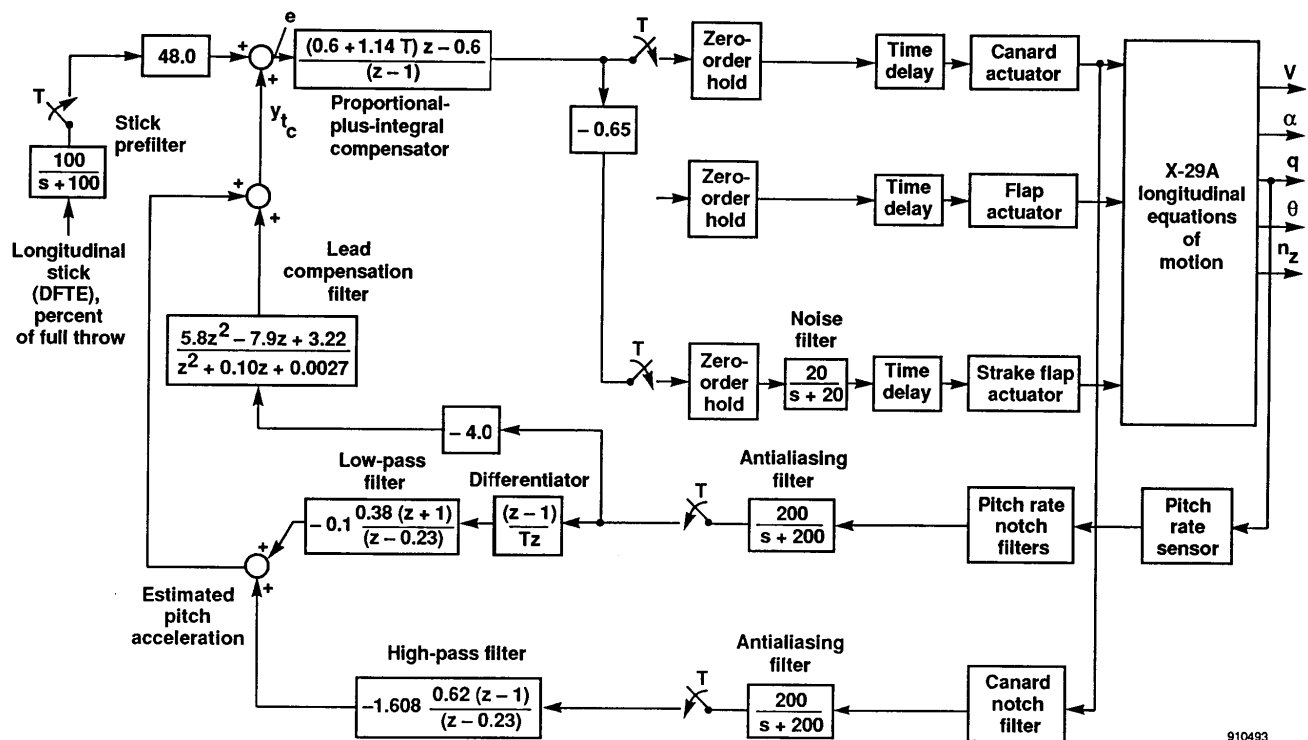 e
48.0
+
+
(0.6 + 1.14 T) z – 0.6
(z – 1)
Proportional-
plus-integral
compensator
T
Zero-
order
hold
Time
delay
Canard
actuator
X-29A
longitudinal
equations
of
motion
V
α
q
θ
n_z
T
Stick
prefilter
100
s + 100
Longitudinal
stick
(DFTE),
percent
of full throw
y_t_c
– 0.65
Zero-
order
hold
Time
delay
Flap
actuator
+
+
Lead
compensation
filter
5.8z² – 7.9z + 3.22
z² + 0.10z + 0.0027
T
Zero-
order
hold
Noise
filter
20
s + 20
Time
delay
Strake flap
actuator
– 4.0
Low-pass
filter
– 0.1 0.38 (z + 1)
(z – 0.23)
Differentiator
(z – 1)
Tz
T
Antialiasing
filter
200
s + 200
Pitch rate
notch
filters
Pitch
rate
sensor
+
+
Estimated
pitch
acceleration
High-pass filter
–1.608 0.62 (z – 1)
(z – 0.23)
T
Antialiasing
filter
200
s + 200
Canard
notch
filter
910493